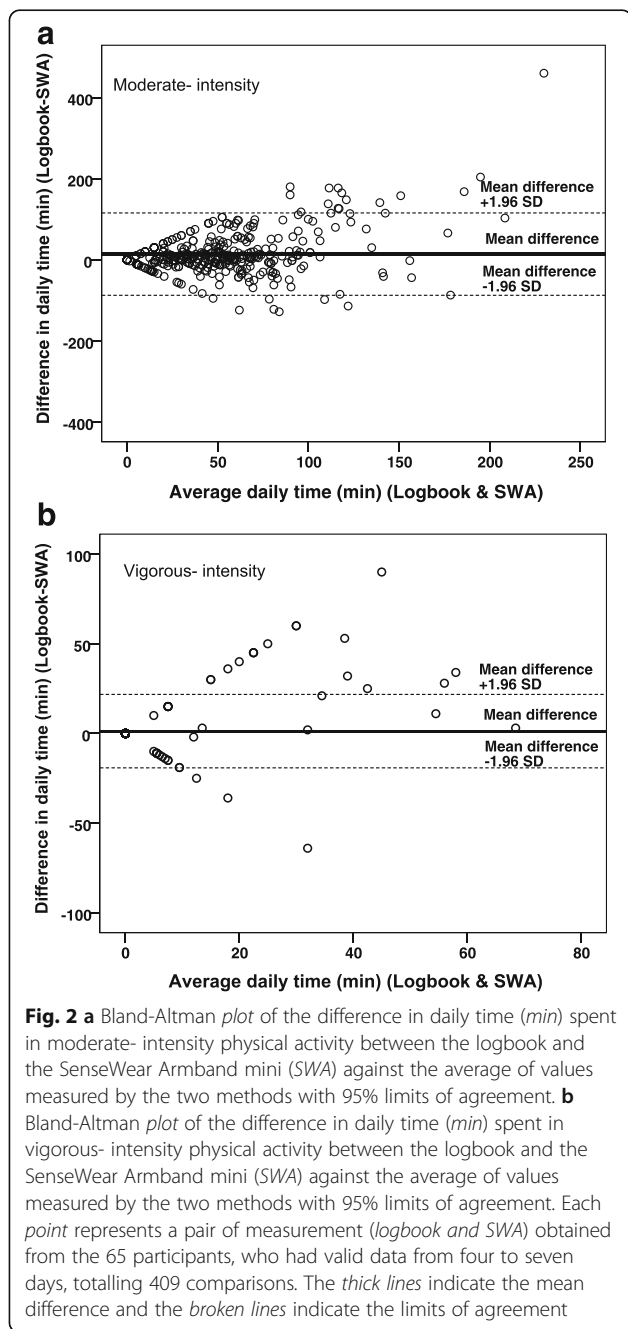 a
Moderate- intensity
Difference in daily time (min) (Logbook-SWA)
400
200
0
-200
-400
Mean difference
+1.96 SD
Mean difference
Mean difference
-1.96 SD
0 50 100 150 200 250
Average daily time (min) (Logbook & SWA)
b
Vigorous- intensity
Difference in daily time (min) (Logbook-SWA)
100
50
0
-50
-100
Mean difference
+1.96 SD
Mean difference
Mean difference
-1.96 SD
0 20 40 60 80
Average daily time (min) (Logbook & SWA)
Fig. 2 a Bland-Altman plot of the difference in daily time (min) spent
in moderate- intensity physical activity between the logbook and
the SenseWear Armband mini (SWA) against the average of values
measured by the two methods with 95% limits of agreement. b
Bland-Altman plot of the difference in daily time (min) spent in
vigorous- intensity physical activity between the logbook and the
SenseWear Armband mini (SWA) against the average of values
measured by the two methods with 95% limits of agreement. Each
point represents a pair of measurement (logbook and SWA) obtained
from the 65 participants, who had valid data from four to seven
days, totalling 409 comparisons. The thick lines indicate the mean
difference and the broken lines indicate the limits of agreement